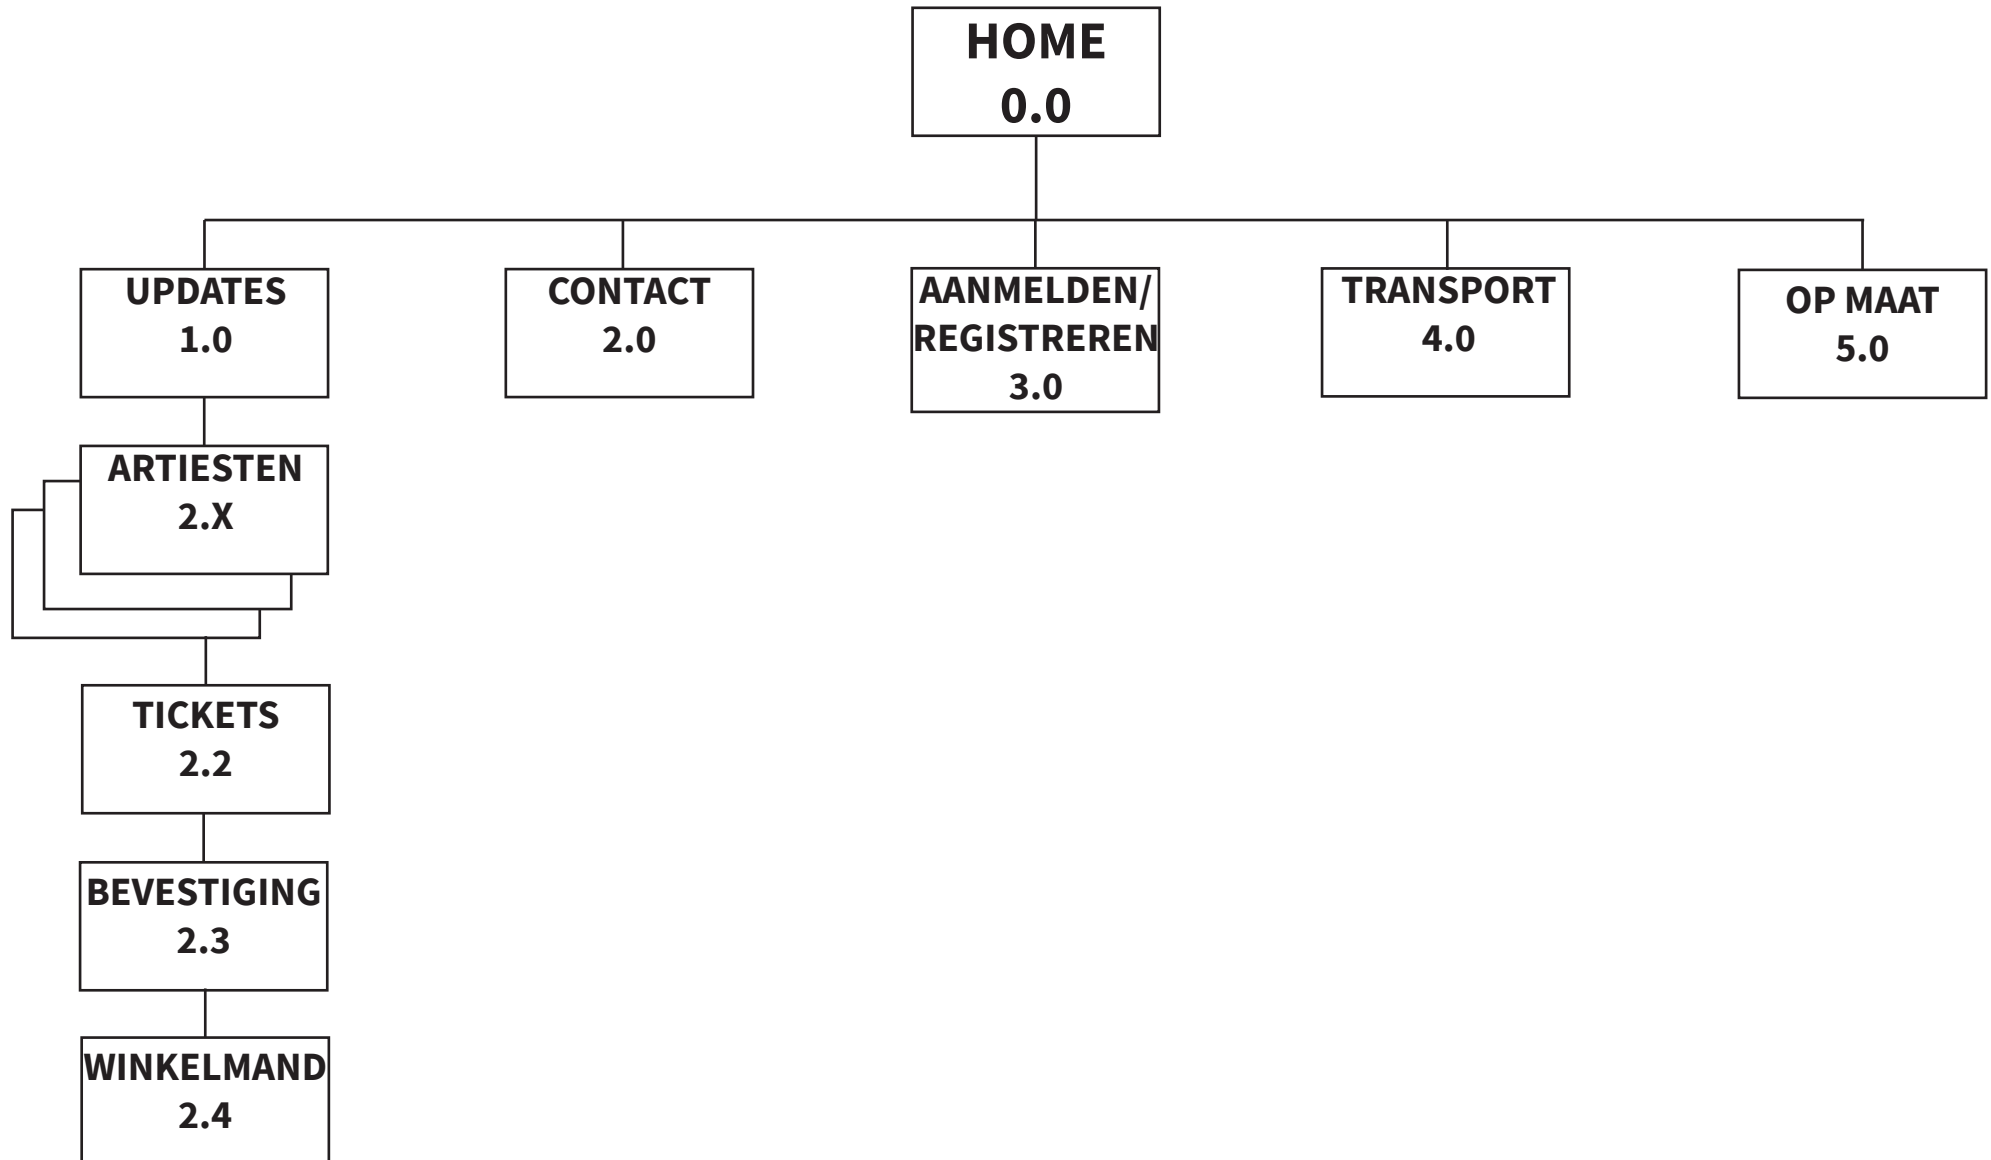 HOME
0.0
UPDATES
1.0
CONTACT
2.0
AANMELDEN/
REGISTREREN
3.0
TRANSPORT
4.0
OP MAAT
5.0
ARTIESTEN
2.X
TICKETS
2.2
BEVESTIGING
2.3
WINKELMAND
2.4